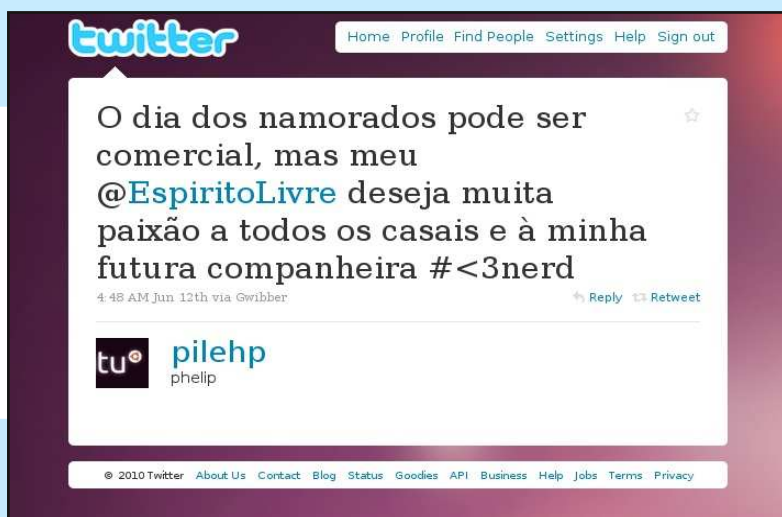 twitter
Home Profile Find People Settings Help Sign out
O dia dos namorados pode ser
comercial, mas meu
@EspiritoLivre deseja muita
paixão a todos os casais e à minha
futura companheira #<3nerd
4:48 AM Jun 12th via Gwibber
Reply Retweet
tu
pilehp
phelip
© 2010 Twitter About Us Contact Blog Status Goodies API Business Help Jobs Terms Privacy